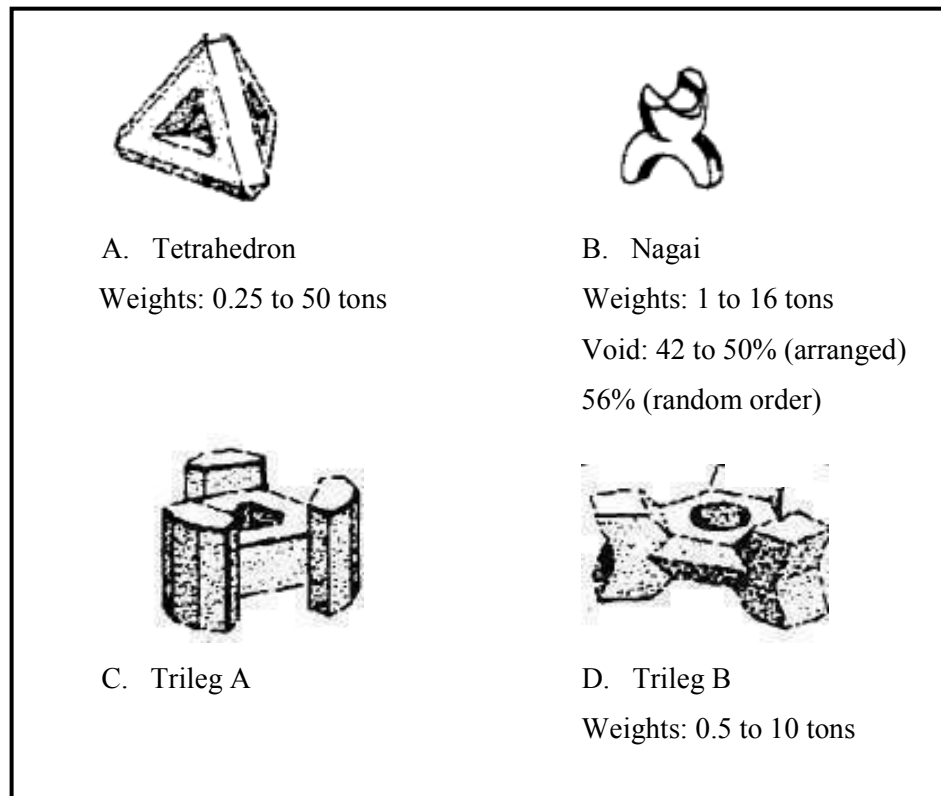 A. Tetrahedron
Weights: 0.25 to 50 tons
B. Nagai
Weights: 1 to 16 tons
Void: 42 to 50% (arranged)
56% (random order)
C. Trileg A
D. Trileg B
Weights: 0.5 to 10 tons